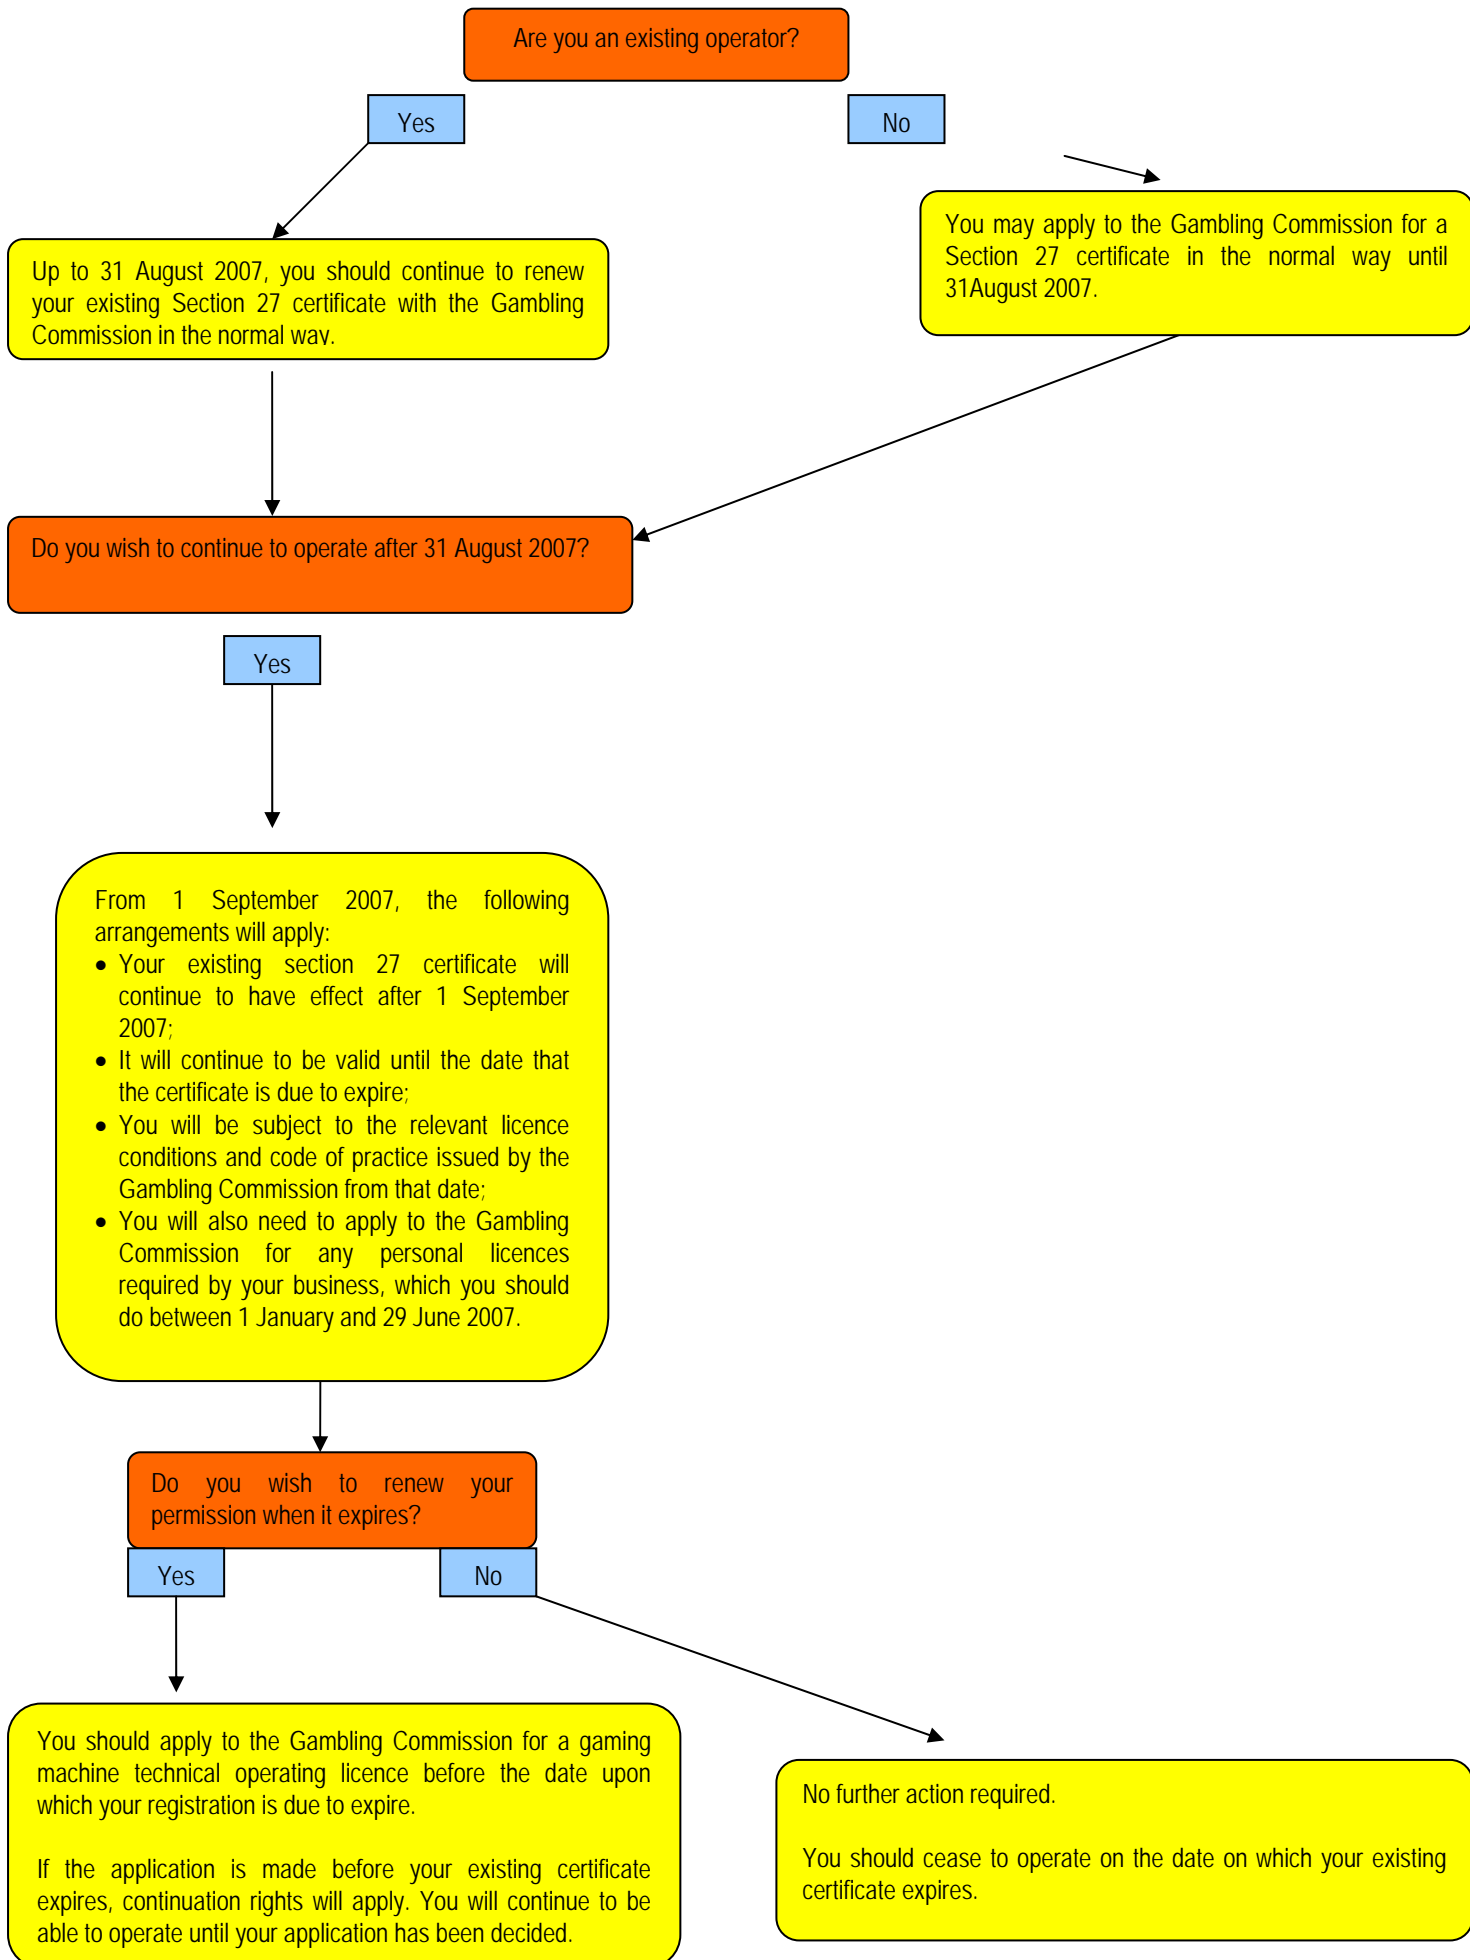 Are you an existing operator?
Yes
No
You may apply to the Gambling Commission for a
Section 27 certificate in the normal way until
31August 2007.
Up to 31 August 2007, you should continue to renew
your existing Section 27 certificate with the Gambling
Commission in the normal way.
Do you wish to continue to operate after 31 August 2007?
Yes
From 1 September 2007, the following
arrangements will apply:
• Your existing section 27 certificate will
continue to have effect after 1 September
2007;
• It will continue to be valid until the date that
the certificate is due to expire;
• You will be subject to the relevant licence
conditions and code of practice issued by the
Gambling Commission from that date;
• You will also need to apply to the Gambling
Commission for any personal licences
required by your business, which you should
do between 1 January and 29 June 2007.
Do you wish to renew your
permission when it expires?
Yes
No
You should apply to the Gambling Commission for a gaming
machine technical operating licence before the date upon
which your registration is due to expire.
If the application is made before your existing certificate
expires, continuation rights will apply. You will continue to be
able to operate until your application has been decided.
No further action required.
You should cease to operate on the date on which your existing
certificate expires.